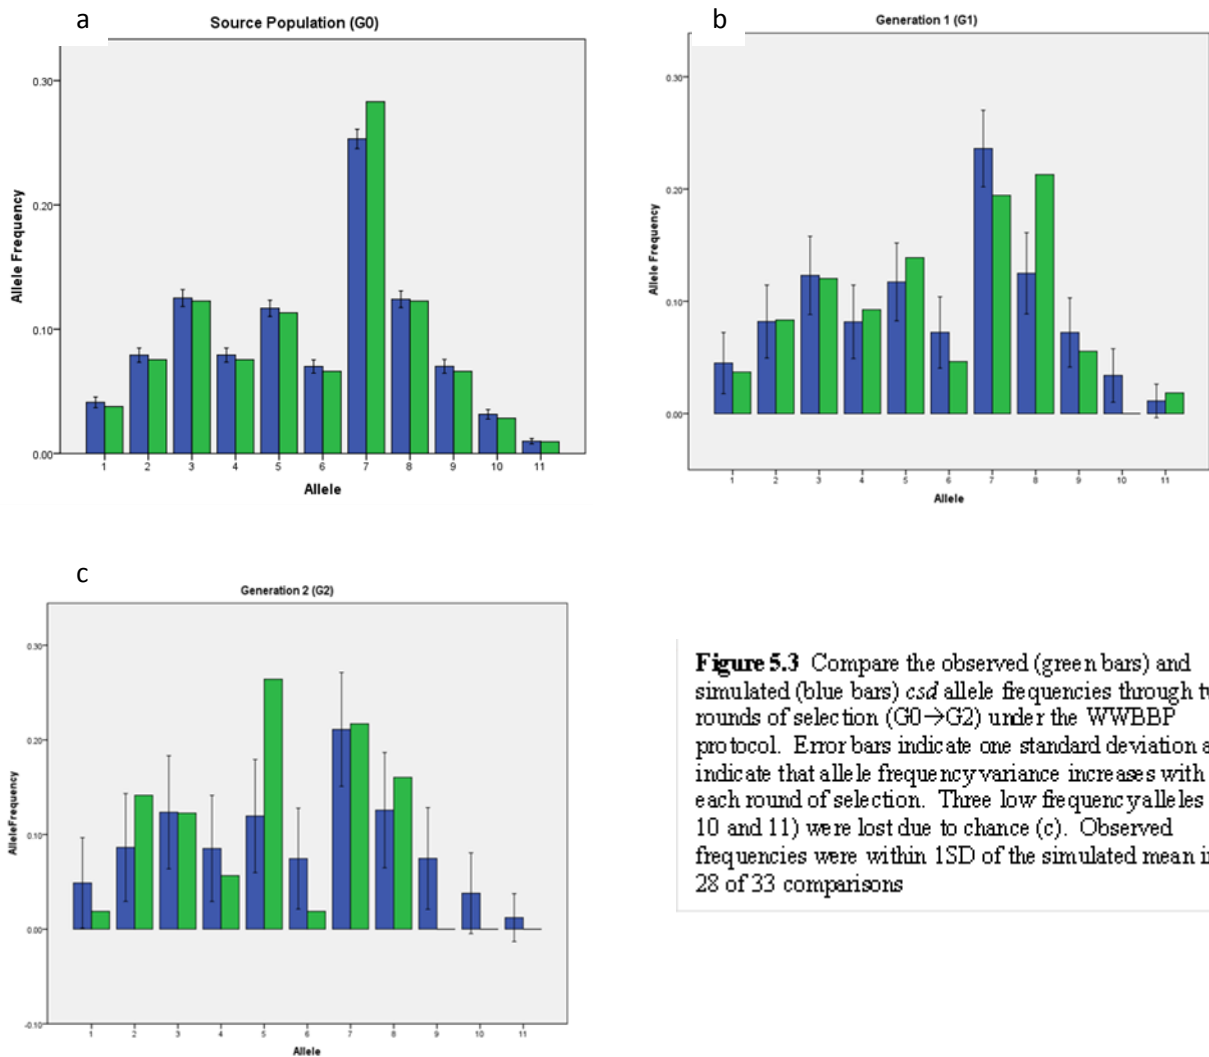 a
Source Population (G0)
Allele Frequency
0.30
0.20
0.10
0.00
1 2 3 4 5 6 7 8 9 10 11
Allele
b
Generation 1 (G1)
Allele Frequency
0.30
0.20
0.10
0.00
1 2 3 4 5 6 7 8 9 10 11
Allele
c
Generation 2 (G2)
AlleleFrequency
0.30
0.20
0.10
0.00
-0.10
1 2 3 4 5 6 7 8 9 10 11
Allele
Figure 5.3 Compare the observed (green bars) and
simulated (blue bars) csd allele frequencies through
rounds of selection (G0→G2) under the WWBBP
protocol. Error bars indicate one standard deviation
indicate that allele frequency variance increases with
each round of selection. Three low frequency alleles
10 and 11) were lost due to chance (c). Observed
frequencies were within 1SD of the simulated mean
28 of 33 comparisons